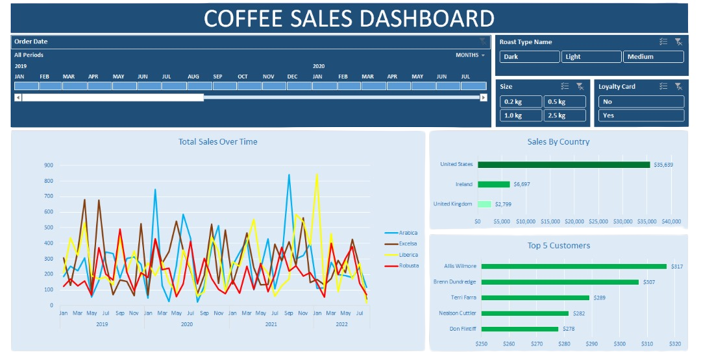 COFFEE SALES DASHBOARD
Order Date
All Periods MONTHS
2019 2020
JAN FEB MAR APR MAY JUN JUL AUG SEP OCT NOV DEC JAN FEB MAR APR MAY JUN JUL
Roast Type Name
Dark Light Medium
Size
0.2 kg 0.5 kg
1.0 kg 2.5 kg
Loyalty Card
No
Yes
Total Sales Over Time
900
800
700
600
500
400
300
200
100
0
Jan Mar May Jul Sep Nov Jan Mar May Jul Sep Nov Jan Mar May Jul Sep Nov Jan Mar May Jul
2019 2020 2021 2022
Arabica
Excelsa
Liberica
Robusta
Sales By Country
United States $35,639
Ireland $6,697
United Kingdom $2,799
$0 $5,000 $10,000 $15,000 $20,000 $25,000 $30,000 $35,000 $40,000
Top 5 Customers
Allis Wilmore $317
Brenn Dundredge $307
Terri Farra $289
Nealson Cuttler $282
Don Flintiff $278
$250 $260 $270 $280 $290 $300 $310 $320